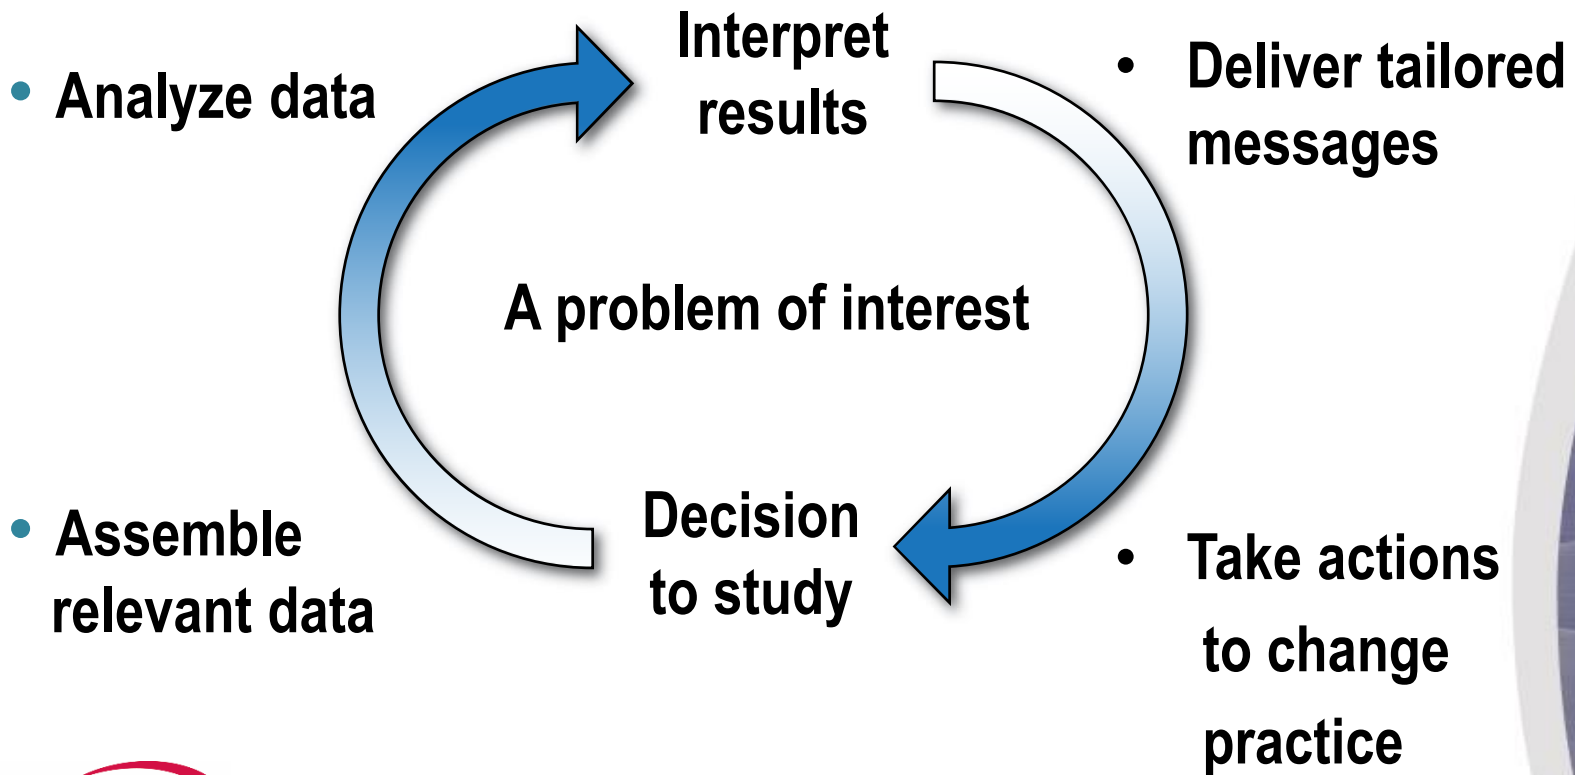 Interpret
results
• Analyze data
• Deliver tailored
messages
A problem of interest
Decision
to study
• Assemble
relevant data
• Take actions
to change
practice